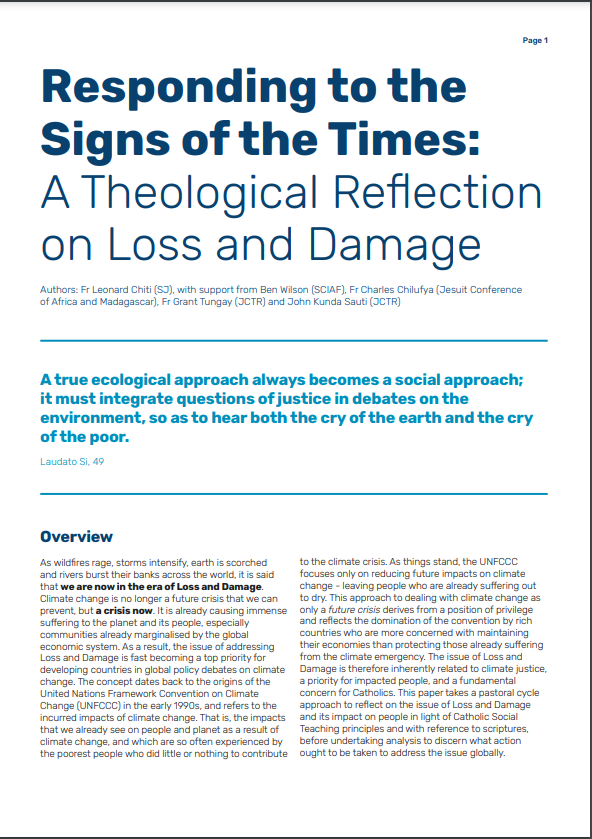 Page 1
Responding to the
Signs of the Times:
A Theological Reflection
on Loss and Damage
Authors: Fr Leonard Chiti (SJ), with support from Ben Wilson (SCIAF), Fr Charles Chilufya (Jesuit Conference
of Africa and Madagascar), Fr Grant Tungay (JCTR) and John Kunda Sauti (JCTR)
A true ecological approach always becomes a social approach;
it must integrate questions of justice in debates on the
environment, so as to hear both the cry of the earth and the cry
of the poor.
Laudato Si, 49
Overview
As wildfires rage, storms intensify, earth is scorched
and rivers burst their banks across the world, it is said
that we are now in the era of Loss and Damage.
Climate change is no longer a future crisis that we can
prevent, but a crisis now. It is already causing immense
suffering to the planet and its people, especially
communities already marginalised by the global
economic system. As a result, the issue of addressing
Loss and Damage is fast becoming a top priority for
developing countries in global policy debates on climate
change. The concept dates back to the origins of the
United Nations Framework Convention on Climate
Change (UNFCCC) in the early 1990s, and refers to the
incurred impacts of climate change. That is, the impacts
that we already see on people and planet as a result of
climate change, and which are so often experienced by
the poorest people who did little or nothing to contribute
to the climate crisis. As things stand, the UNFCCC
focuses only on reducing future impacts on climate
change - leaving people who are already suffering out
to dry. This approach to dealing with climate change as
only a future crisis derives from a position of privilege
and reflects the domination of the convention by rich
countries who are more concerned with maintaining
their economies than protecting those already suffering
from the climate emergency. The issue of Loss and
Damage is therefore inherently related to climate justice,
a priority for impacted people, and a fundamental
concern for Catholics. This paper takes a pastoral cycle
approach to reflect on the issue of Loss and Damage
and its impact on people in light of Catholic Social
Teaching principles and with reference to scriptures,
before undertaking analysis to discern what action
ought to be taken to address the issue globally.